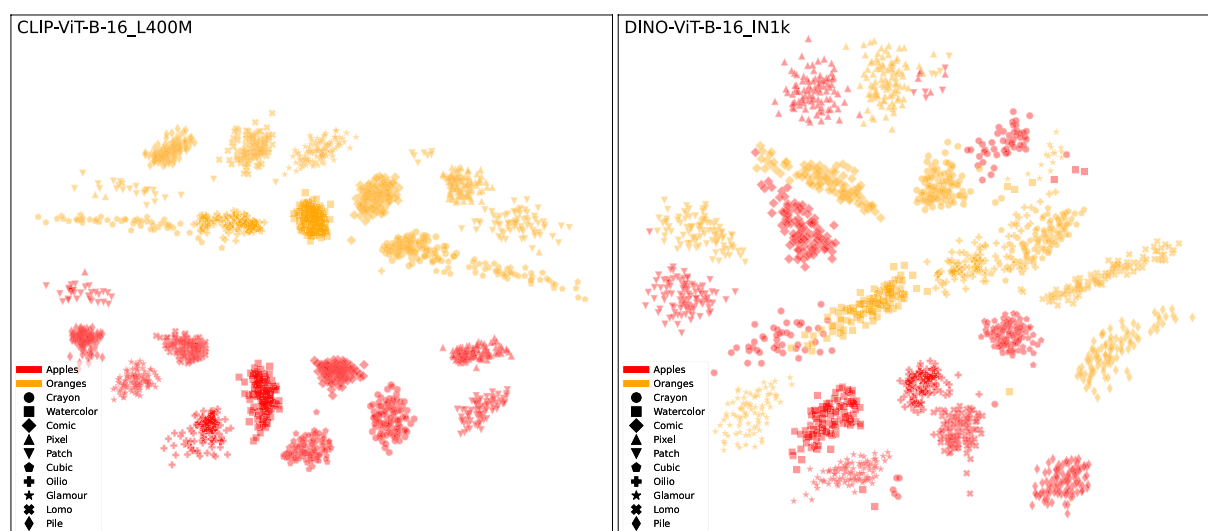 CLIP-ViT-B-16_L400M
Apples
Oranges
Crayon
Watercolor
Comic
Pixel
Patch
Cubic
Oilio
Glamour
Lomo
Pile
DINO-ViT-B-16_IN1k
Apples
Oranges
Crayon
Watercolor
Comic
Pixel
Patch
Cubic
Oilio
Glamour
Lomo
Pile